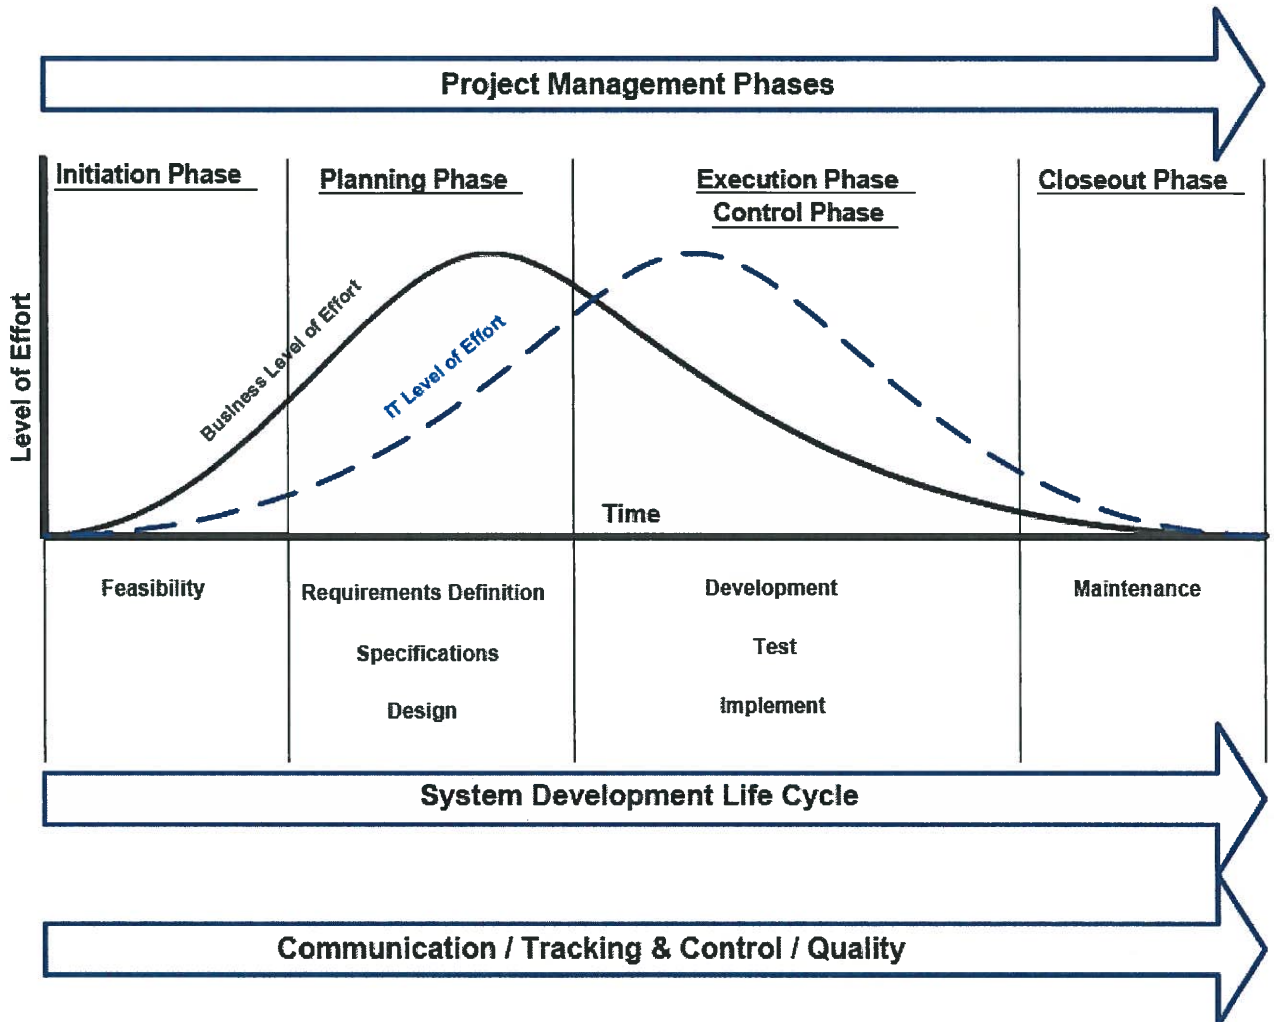 Project Management Phases
Initiation Phase
Planning Phase
Execution Phase
Control Phase
Closeout Phase
Level of Effort
Business Level of Effort
IT Level of Effort
Time
Feasibility
Requirements Definition
Specifications
Design
Development
Test
Implement
Maintenance
System Development Life Cycle
Communication / Tracking & Control / Quality